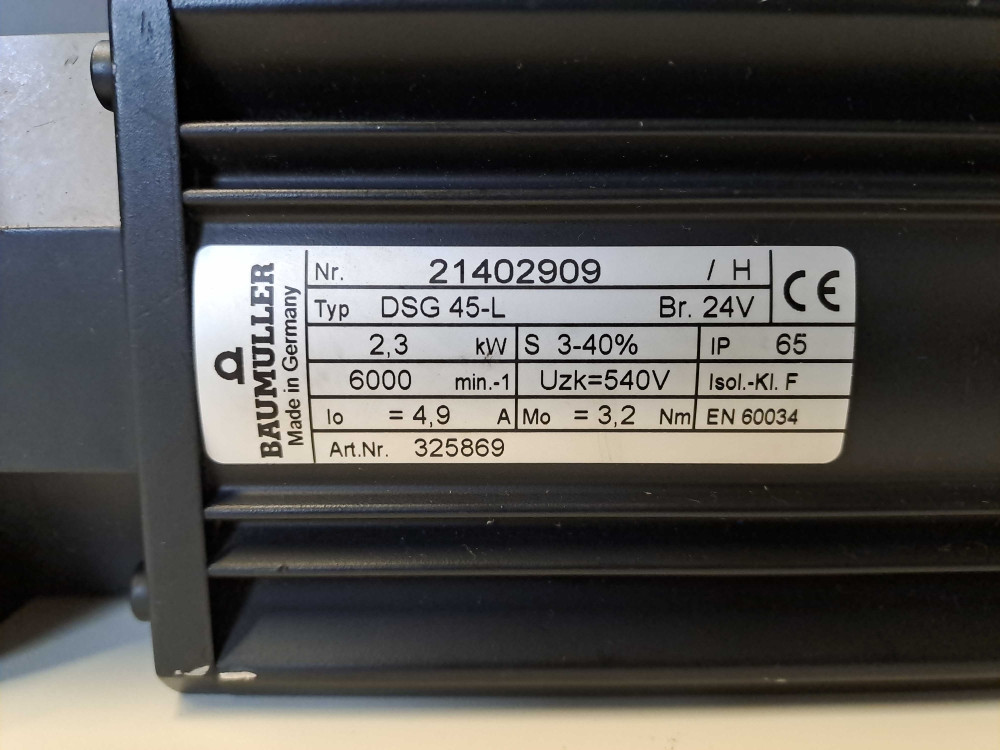 BAUMULLER
Made in Germany
Nr. 21402909 / H
Typ DSG 45-L Br. 24V
CE
2,3 kW S 3-40% IP 65
6000 min.-1 Uzk=540V Isol.-Kl. F
Io = 4,9 A Mo = 3,2 Nm EN 60034
Art.Nr. 325869